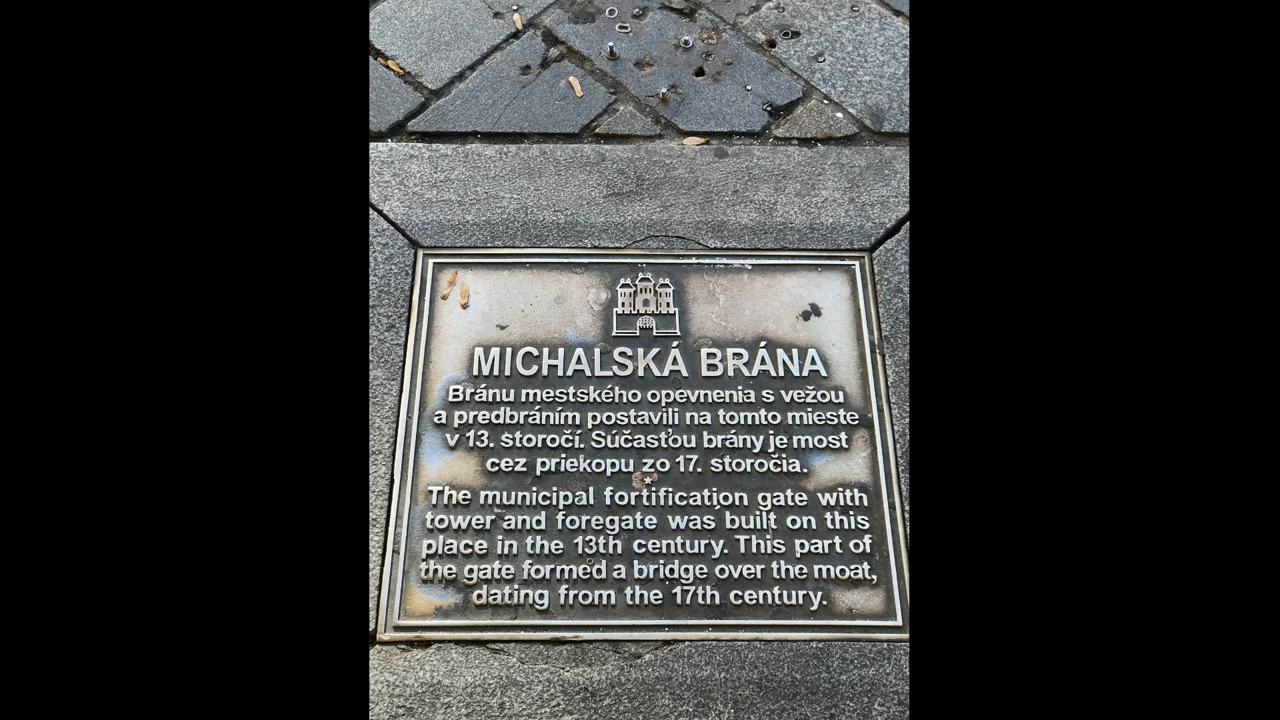 MICHALSKÁ BRÁNA
Bránu mestského opevnenia s vežou
a predbráním postavili na tomto mieste
v 13. storočí. Súčasťou brány je most
cez priekopu zo 17. storočia.
*
The municipal fortification gate with
tower and foregate was built on this
place in the 13th century. This part of
the gate formed a bridge over the moat,
dating from the 17th century.